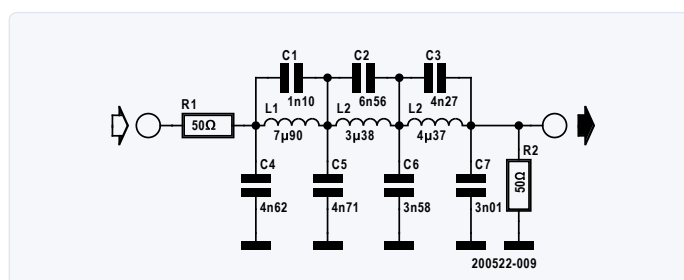 C1 C2 C3
1n10 6n56 4n27
R1 L1 L2 L2
50Ω 7µ90 3µ38 4µ37
R2
50Ω
C4 C5 C6 C7
4n62 4n71 3n58 3n01
200522-009